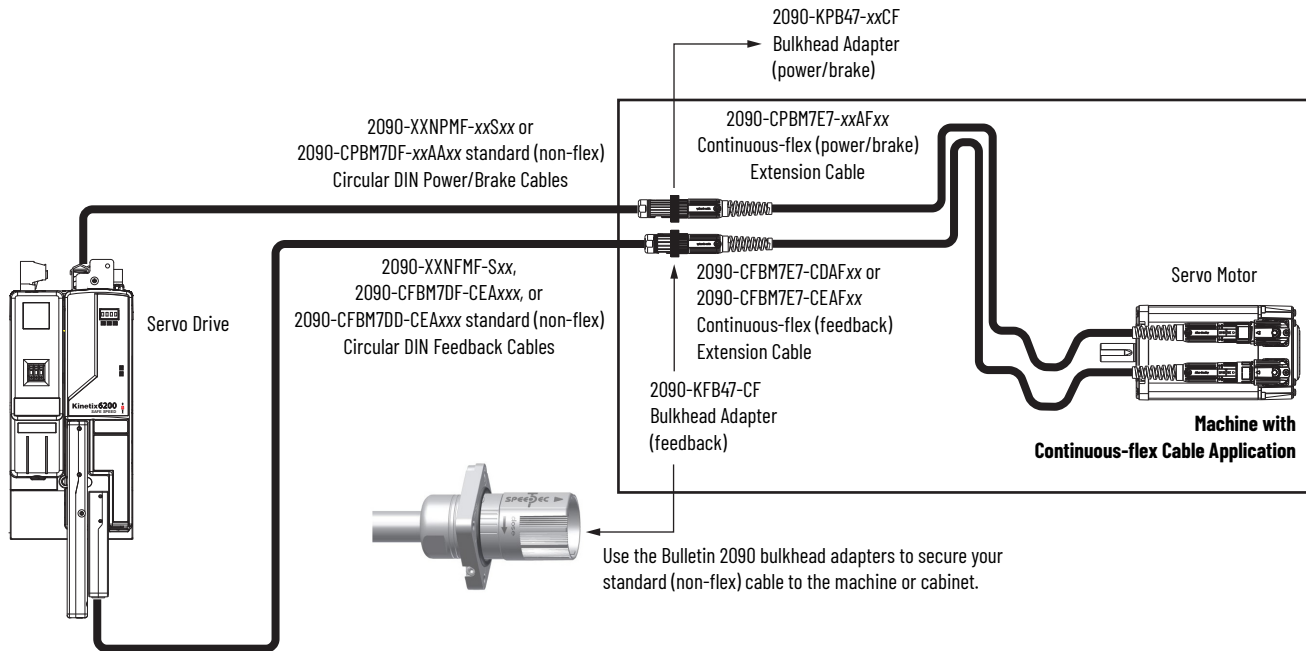 2090-KPB47-xxCF
Bulkhead Adapter
(power/brake)
2090-XXNPMF-xxSxx or
2090-CPBM7DF-xxAAxx standard (non-flex)
Circular DIN Power/Brake Cables
2090-CPBM7E7-xxAFxx
Continuous-flex (power/brake)
Extension Cable
2090-XXNFMF-Sxx,
2090-CFBM7DF-CEAxxx, or
2090-CFBM7DD-CEAxxx standard (non-flex)
Circular DIN Feedback Cables
2090-CFBM7E7-CDAFxx or
2090-CFBM7E7-CEAFxx
Continuous-flex (feedback)
Extension Cable
Servo Motor
Servo Drive
Kinetix 6200
SAFE SPEED
2090-KFB47-CF
Bulkhead Adapter
(feedback)
Machine with
Continuous-flex Cable Application
Use the Bulletin 2090 bulkhead adapters to secure your
standard (non-flex) cable to the machine or cabinet.